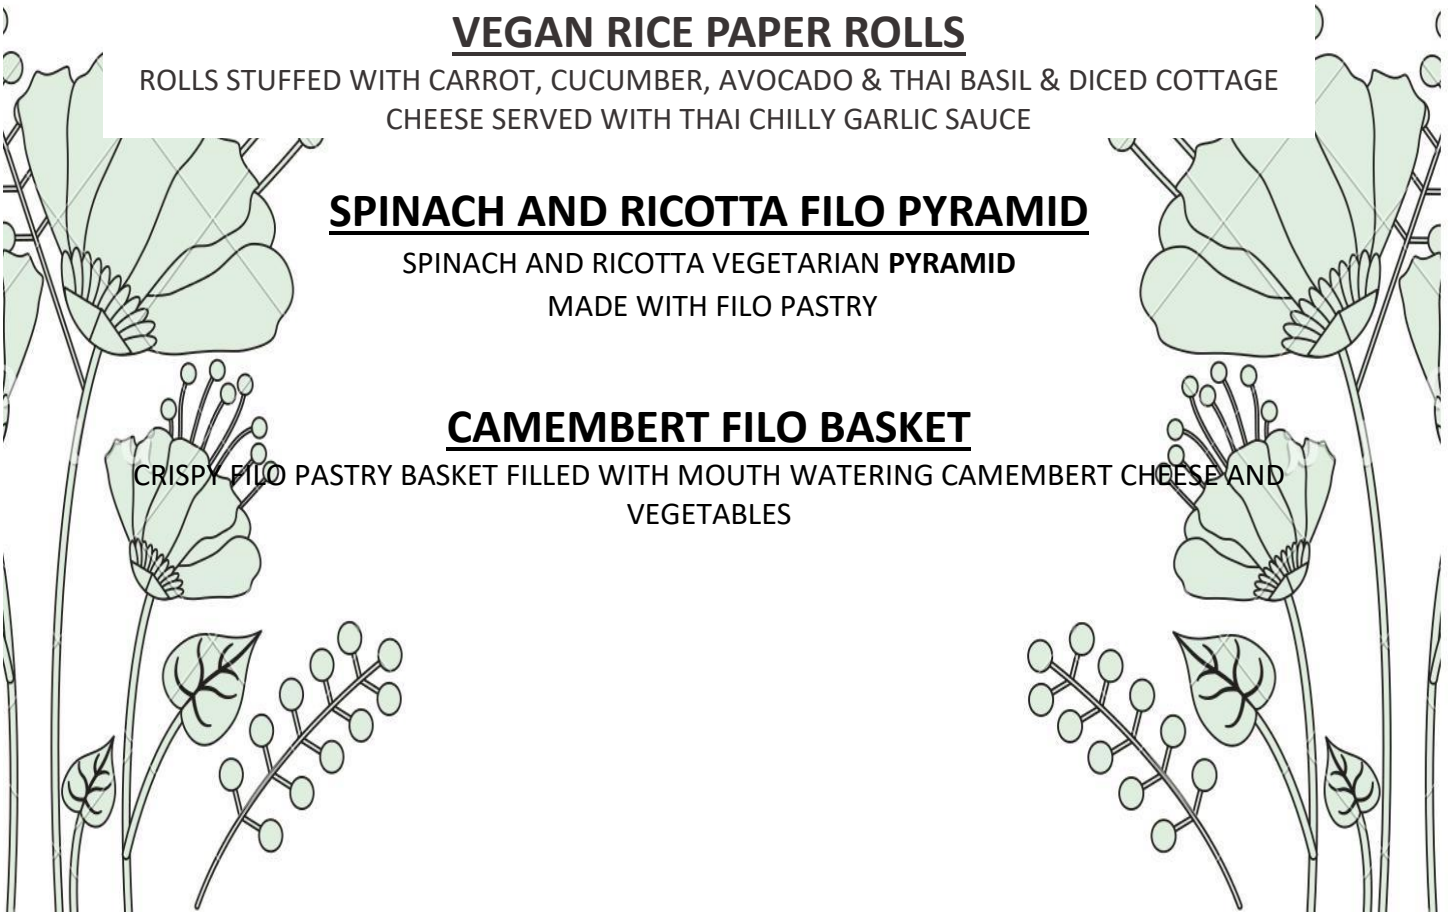 VEGAN RICE PAPER ROLLS
ROLLS STUFFED WITH CARROT, CUCUMBER, AVOCADO & THAI BASIL & DICED COTTAGE
CHEESE SERVED WITH THAI CHILLY GARLIC SAUCE
SPINACH AND RICOTTA FILO PYRAMID
SPINACH AND RICOTTA VEGETARIAN PYRAMID
MADE WITH FILO PASTRY
CAMEMBERT FILO BASKET
CRISPY FILO PASTRY BASKET FILLED WITH MOUTH WATERING CAMEMBERT CHEESE AND
VEGETABLES